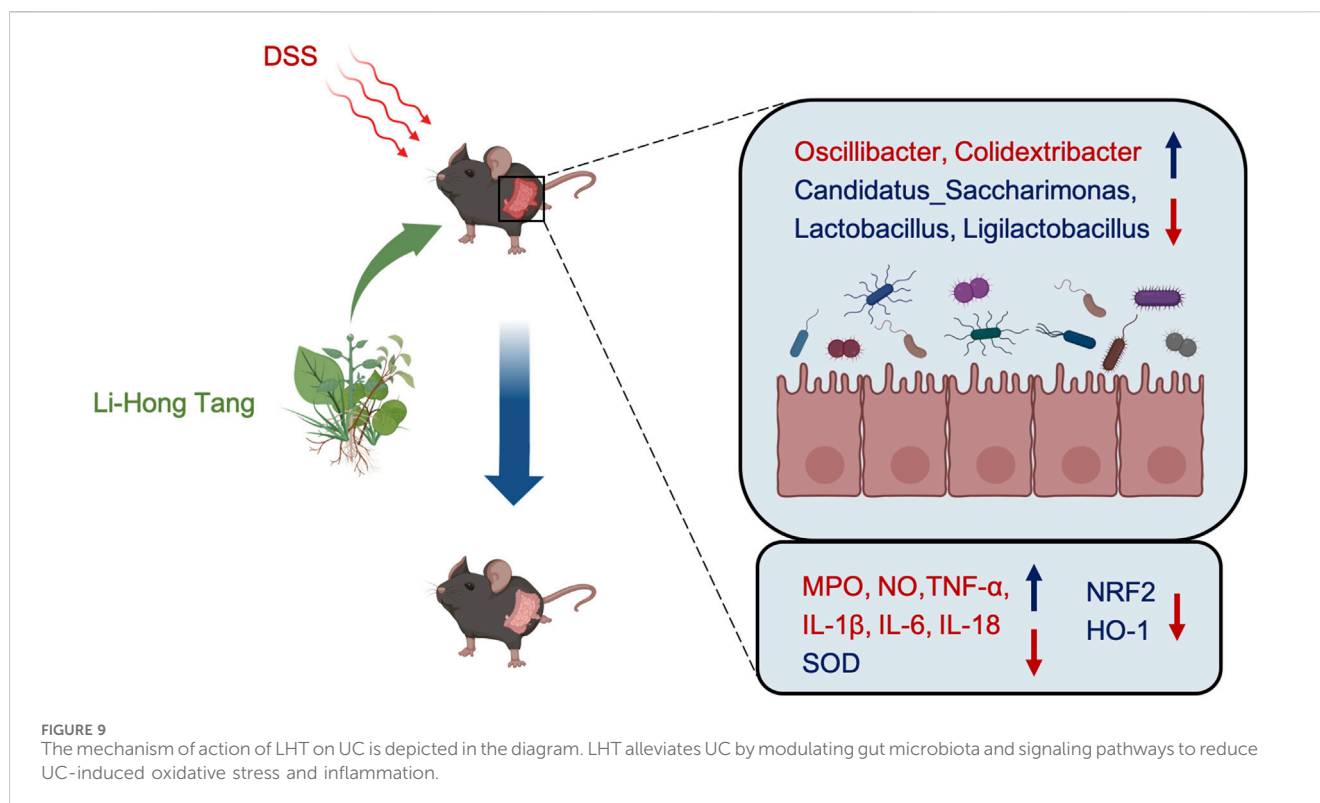 DSS
Li-Hong Tang
Oscillibacter, Colidextribacter
Candidatus_Saccharimonas,
Lactobacillus, Ligilactobacillus
MPO, NO,TNF-α,
IL-1β, IL-6, IL-18
SOD
NRF2
HO-1
FIGURE 9
The mechanism of action of LHT on UC is depicted in the diagram. LHT alleviates UC by modulating gut microbiota and signaling pathways to reduce
UC-induced oxidative stress and inflammation.